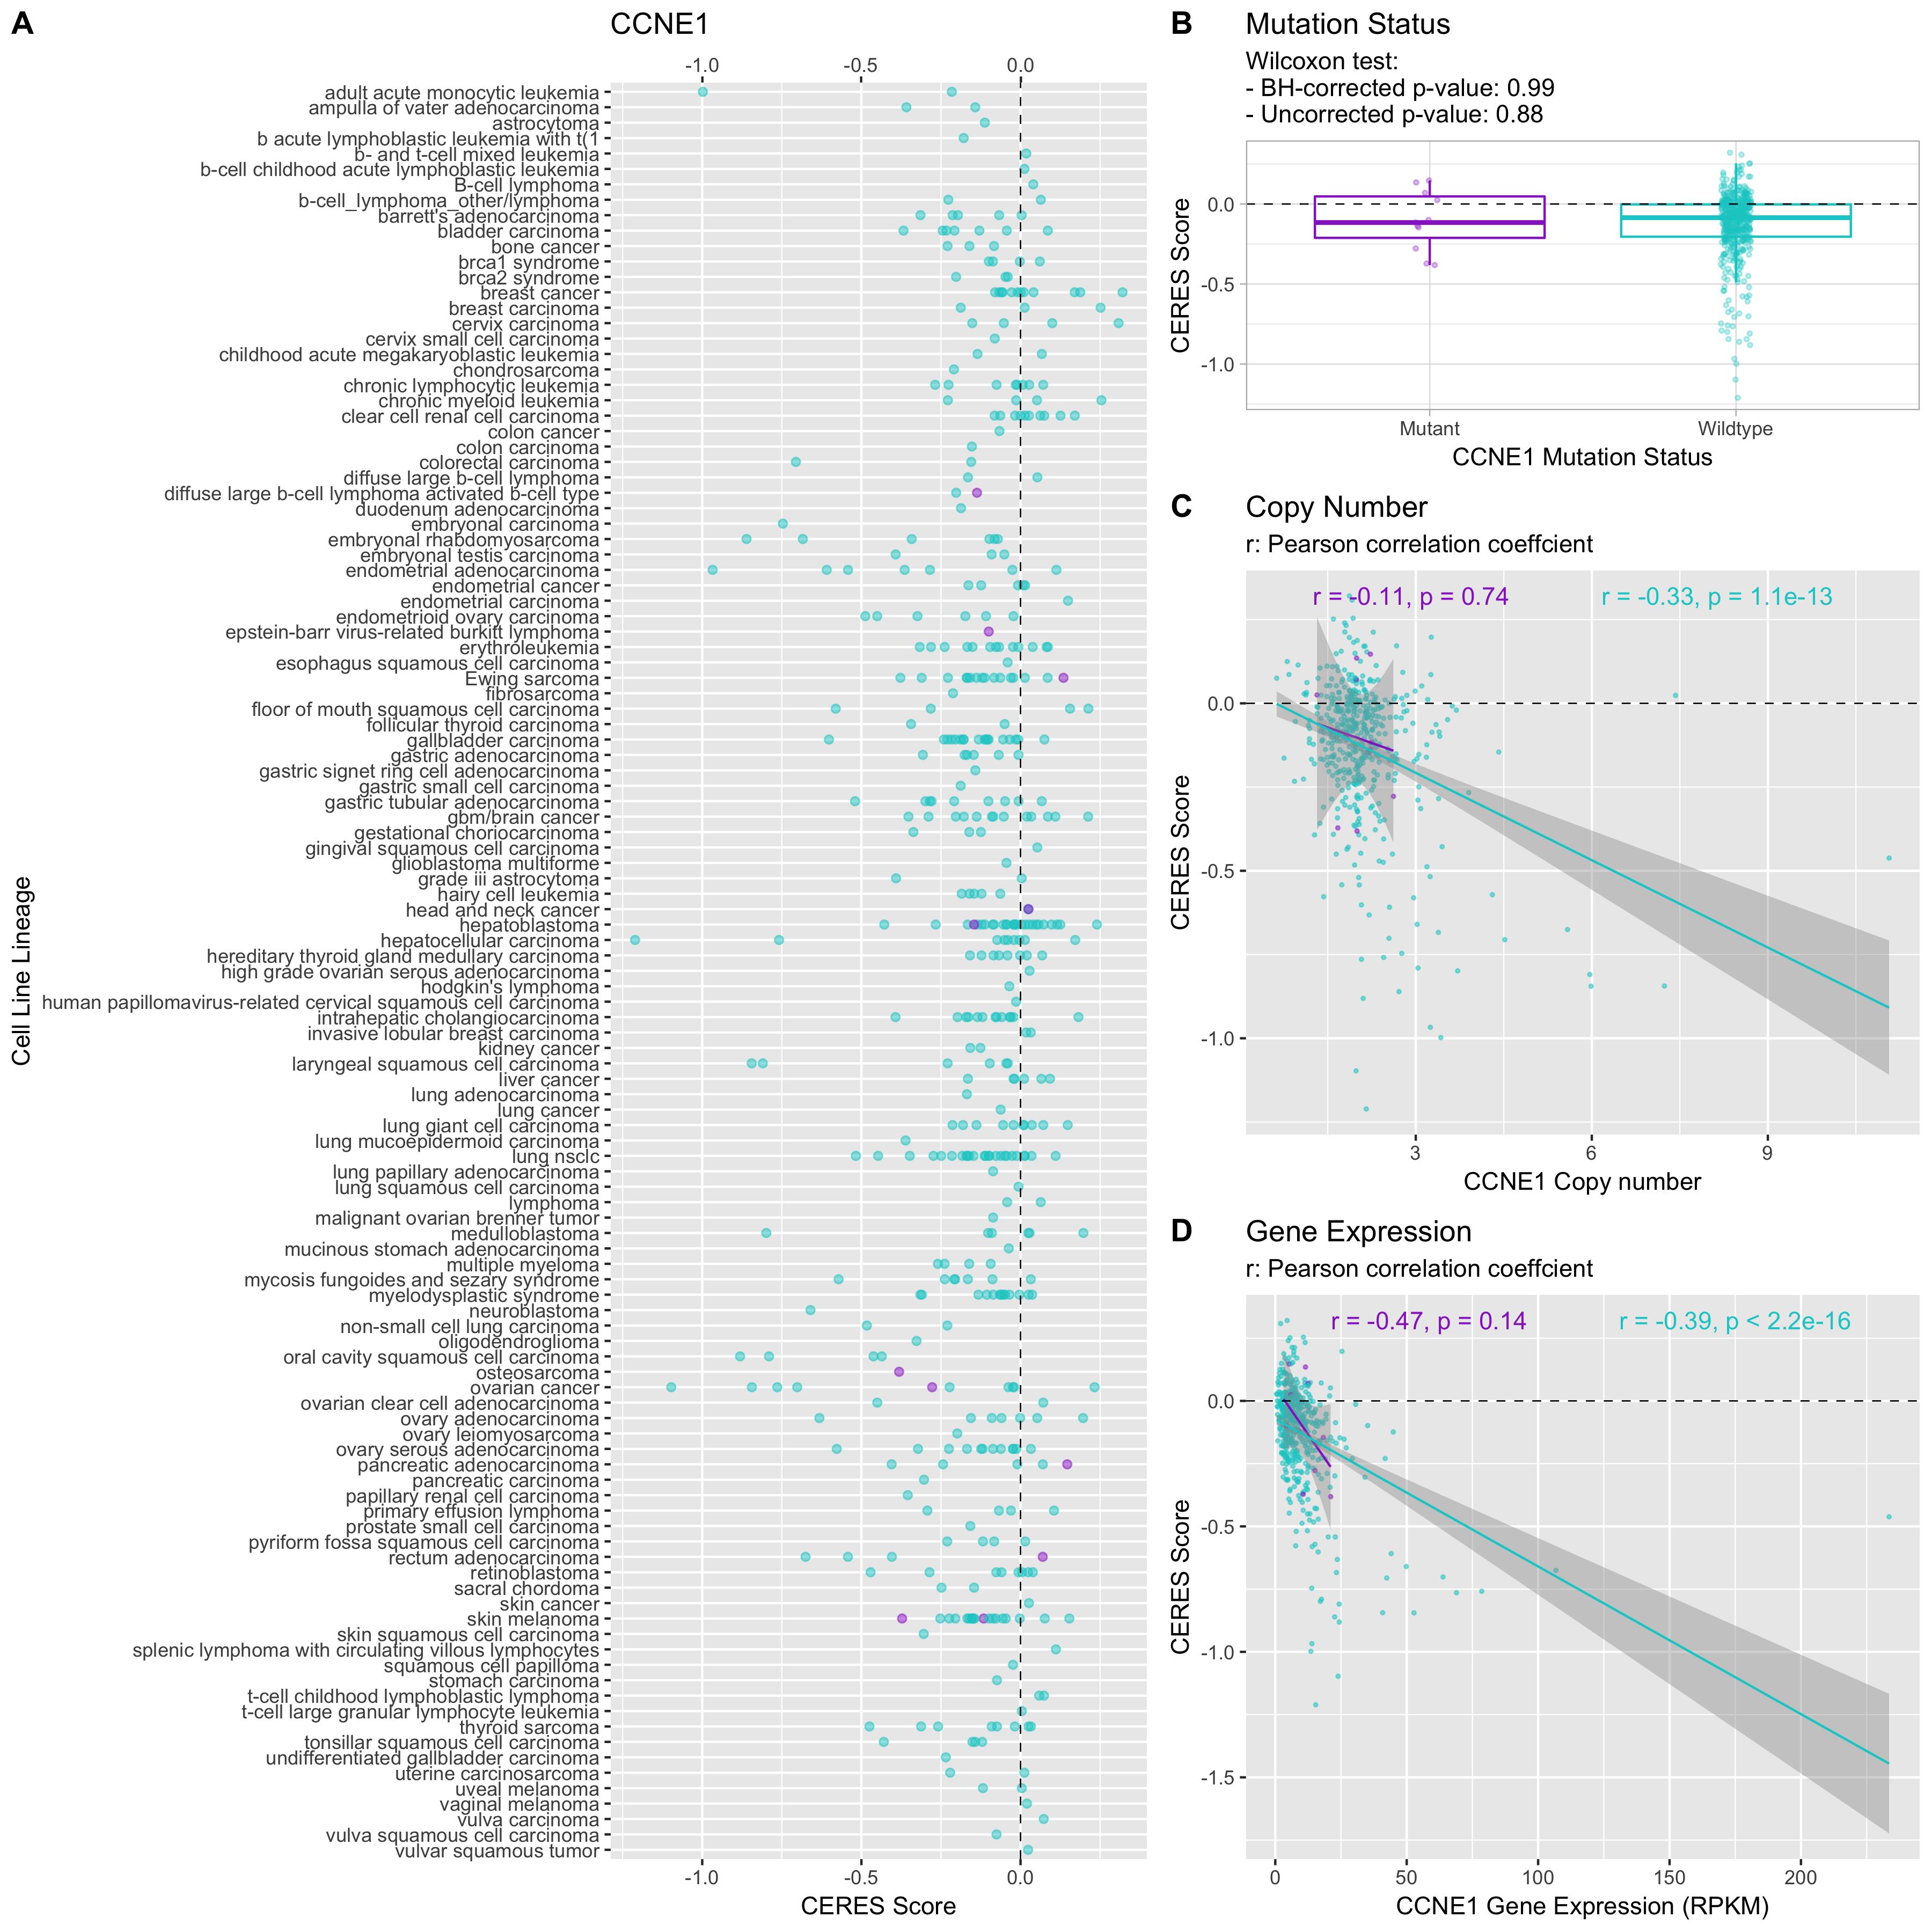 A
CCNE1
-1.0 -0.5 0.0
Cell Line Lineage
adult acute monocytic leukemia
ampulla of vater adenocarcinoma
astrocytoma
b acute lymphoblastic leukemia with t(1
b- and t-cell mixed leukemia
b-cell childhood acute lymphoblastic leukemia
B-cell lymphoma
b-cell_lymphoma_other/lymphoma
barrett's adenocarcinoma
bladder carcinoma
bone cancer
brca1 syndrome
brca2 syndrome
breast cancer
breast carcinoma
cervix carcinoma
cervix small cell carcinoma
childhood acute megakaryoblastic leukemia
chondrosarcoma
chronic lymphocytic leukemia
chronic myeloid leukemia
clear cell renal cell carcinoma
colon cancer
colon carcinoma
colorectal carcinoma
diffuse large b-cell lymphoma
diffuse large b-cell lymphoma activated b-cell type
duodenum adenocarcinoma
embryonal carcinoma
embryonal rhabdomyosarcoma
embryonal testis carcinoma
endometrial adenocarcinoma
endometrial cancer
endometrial carcinoma
endometrioid ovary carcinoma
epstein-barr virus-related burkitt lymphoma
erythroleukemia
esophagus squamous cell carcinoma
Ewing sarcoma
fibrosarcoma
floor of mouth squamous cell carcinoma
follicular thyroid carcinoma
gallbladder carcinoma
gastric adenocarcinoma
gastric signet ring cell adenocarcinoma
gastric small cell carcinoma
gastric tubular adenocarcinoma
gbm/brain cancer
gestational choriocarcinoma
gingival squamous cell carcinoma
glioblastoma multiforme
grade iii astrocytoma
hairy cell leukemia
head and neck cancer
hepatoblastoma
hepatocellular carcinoma
hereditary thyroid gland medullary carcinoma
high grade ovarian serous adenocarcinoma
hodgkin's lymphoma
human papillomavirus-related cervical squamous cell carcinoma
intrahepatic cholangiocarcinoma
invasive lobular breast carcinoma
kidney cancer
laryngeal squamous cell carcinoma
liver cancer
lung adenocarcinoma
lung cancer
lung giant cell carcinoma
lung mucoepidermoid carcinoma
lung nsclc
lung papillary adenocarcinoma
lung squamous cell carcinoma
lymphoma
malignant ovarian brenner tumor
medulloblastoma
mucinous stomach adenocarcinoma
multiple myeloma
mycosis fungoides and sezary syndrome
myelodysplastic syndrome
neuroblastoma
non-small cell lung carcinoma
oligodendroglioma
oral cavity squamous cell carcinoma
osteosarcoma
ovarian cancer
ovarian clear cell adenocarcinoma
ovary adenocarcinoma
ovary leiomyosarcoma
ovary serous adenocarcinoma
pancreatic adenocarcinoma
pancreatic carcinoma
papillary renal cell carcinoma
primary effusion lymphoma
prostate small cell carcinoma
pyriform fossa squamous cell carcinoma
rectum adenocarcinoma
retinoblastoma
sacral chordoma
skin cancer
skin melanoma
skin squamous cell carcinoma
splenic lymphoma with circulating villous lymphocytes
squamous cell papilloma
stomach carcinoma
t-cell childhood lymphoblastic lymphoma
t-cell large granular lymphocyte leukemia
thyroid sarcoma
tonsillar squamous cell carcinoma
undifferentiated gallbladder carcinoma
uterine carcinosarcoma
uveal melanoma
vaginal melanoma
vulva carcinoma
vulva squamous cell carcinoma
vulvar squamous tumor
-1.0 -0.5 0.0
CERES Score
B
Mutation Status
Wilcoxon test:
- BH-corrected p-value: 0.99
- Uncorrected p-value: 0.88
CERES Score
0.0
-0.5
-1.0
Mutant Wildtype
CCNE1 Mutation Status
C
Copy Number
r: Pearson correlation coeffcient
r = -0.11, p = 0.74 r = -0.33, p = 1.1e-13
CERES Score
0.0
-0.5
-1.0
3 6 9
CCNE1 Copy number
D
Gene Expression
r: Pearson correlation coeffcient
r = -0.47, p = 0.14 r = -0.39, p < 2.2e-16
CERES Score
0.0
-0.5
-1.0
-1.5
0 50 100 150 200
CCNE1 Gene Expression (RPKM)